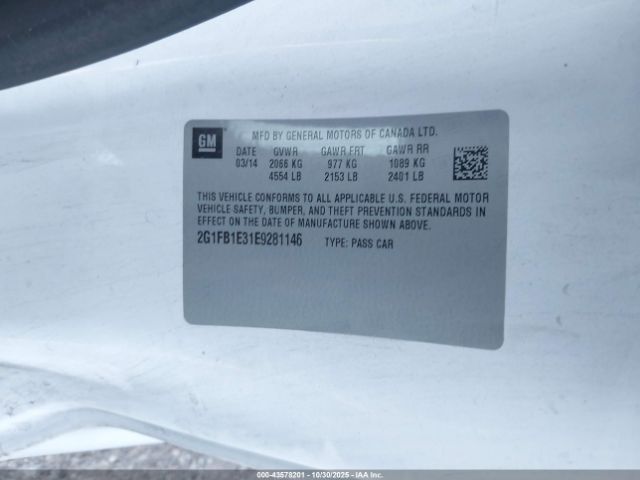 GM
MFD BY GENERAL MOTORS OF CANADA LTD.
DATE GVWR GAWR FRT GAWR RR
03/14 2066 KG 977 KG 1089 KG
4554 LB 2153 LB 2401 LB
THIS VEHICLE CONFORMS TO ALL APPLICABLE U.S. FEDERAL MOTOR
VEHICLE SAFETY, BUMPER, AND THEFT PREVENTION STANDARDS IN
EFFECT ON THE DATE OF MANUFACTURE SHOWN ABOVE.
2G1FB1E31E9281146 TYPE: PASS CAR
000-43578201 - 10/30/2025 - IAAI.CA